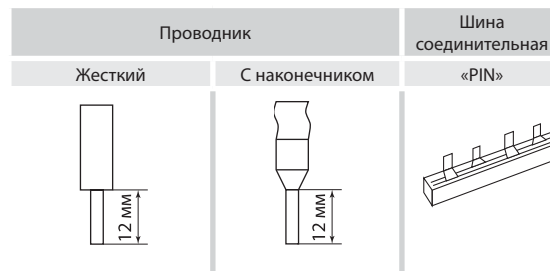 Проводник
Шина
соединительная
Жесткий
С наконечником
«PIN»
12 мм
12 мм